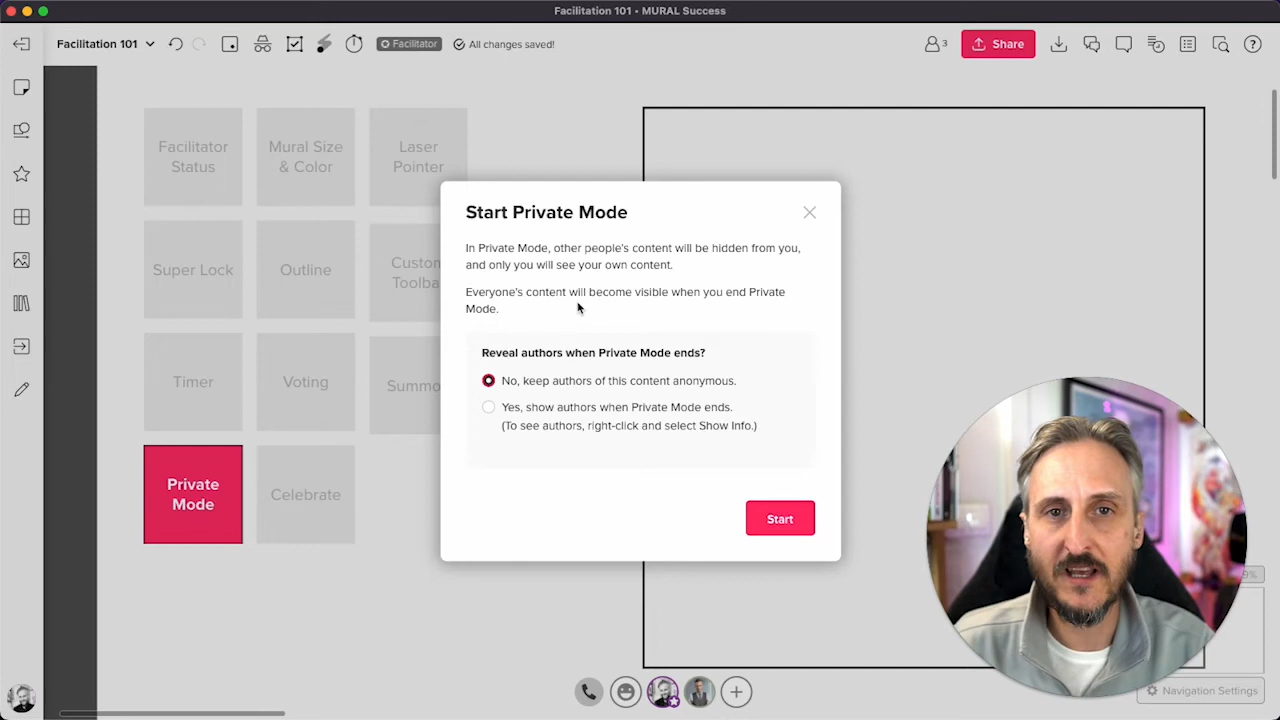 Facilitation 101 • MURAL Success
Facilitation 101
Facilitator
All changes saved!
3
Share
Facilitator
Status
Mural Size
& Color
Laser
Pointer
Super Lock
Outline
Timer
Voting
Private
Mode
Celebrate
Start Private Mode
In Private Mode, other people's content will be hidden from you,
and only you will see your own content.
Everyone's content will become visible when you end Private
Mode.
Reveal authors when Private Mode ends?
No, keep authors of this content anonymous.
Yes, show authors when Private Mode ends.
(To see authors, right-click and select Show Info.)
Start
Navigation Settings